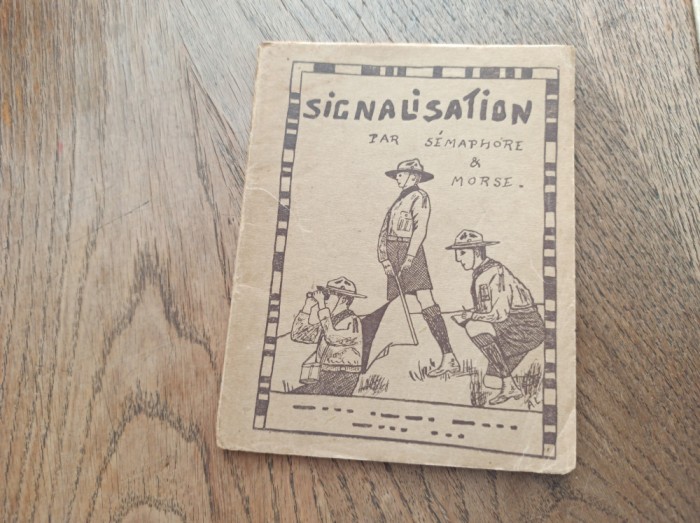 SIGNALISATION
PAR SÉMAPHORE
&
MORSE.